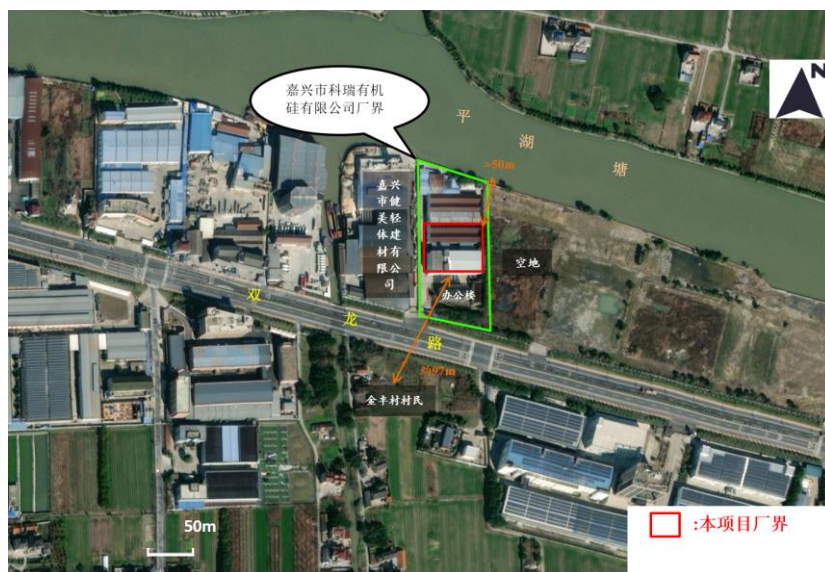 嘉兴市科瑞有机
硅有限公司厂界
N
平
湖
塘
>50m
嘉兴
市健
美轻
体建
材有
限公
司
空地
办公楼
双
龙
路
约97m
金丰村村民
50m
:本项目厂界